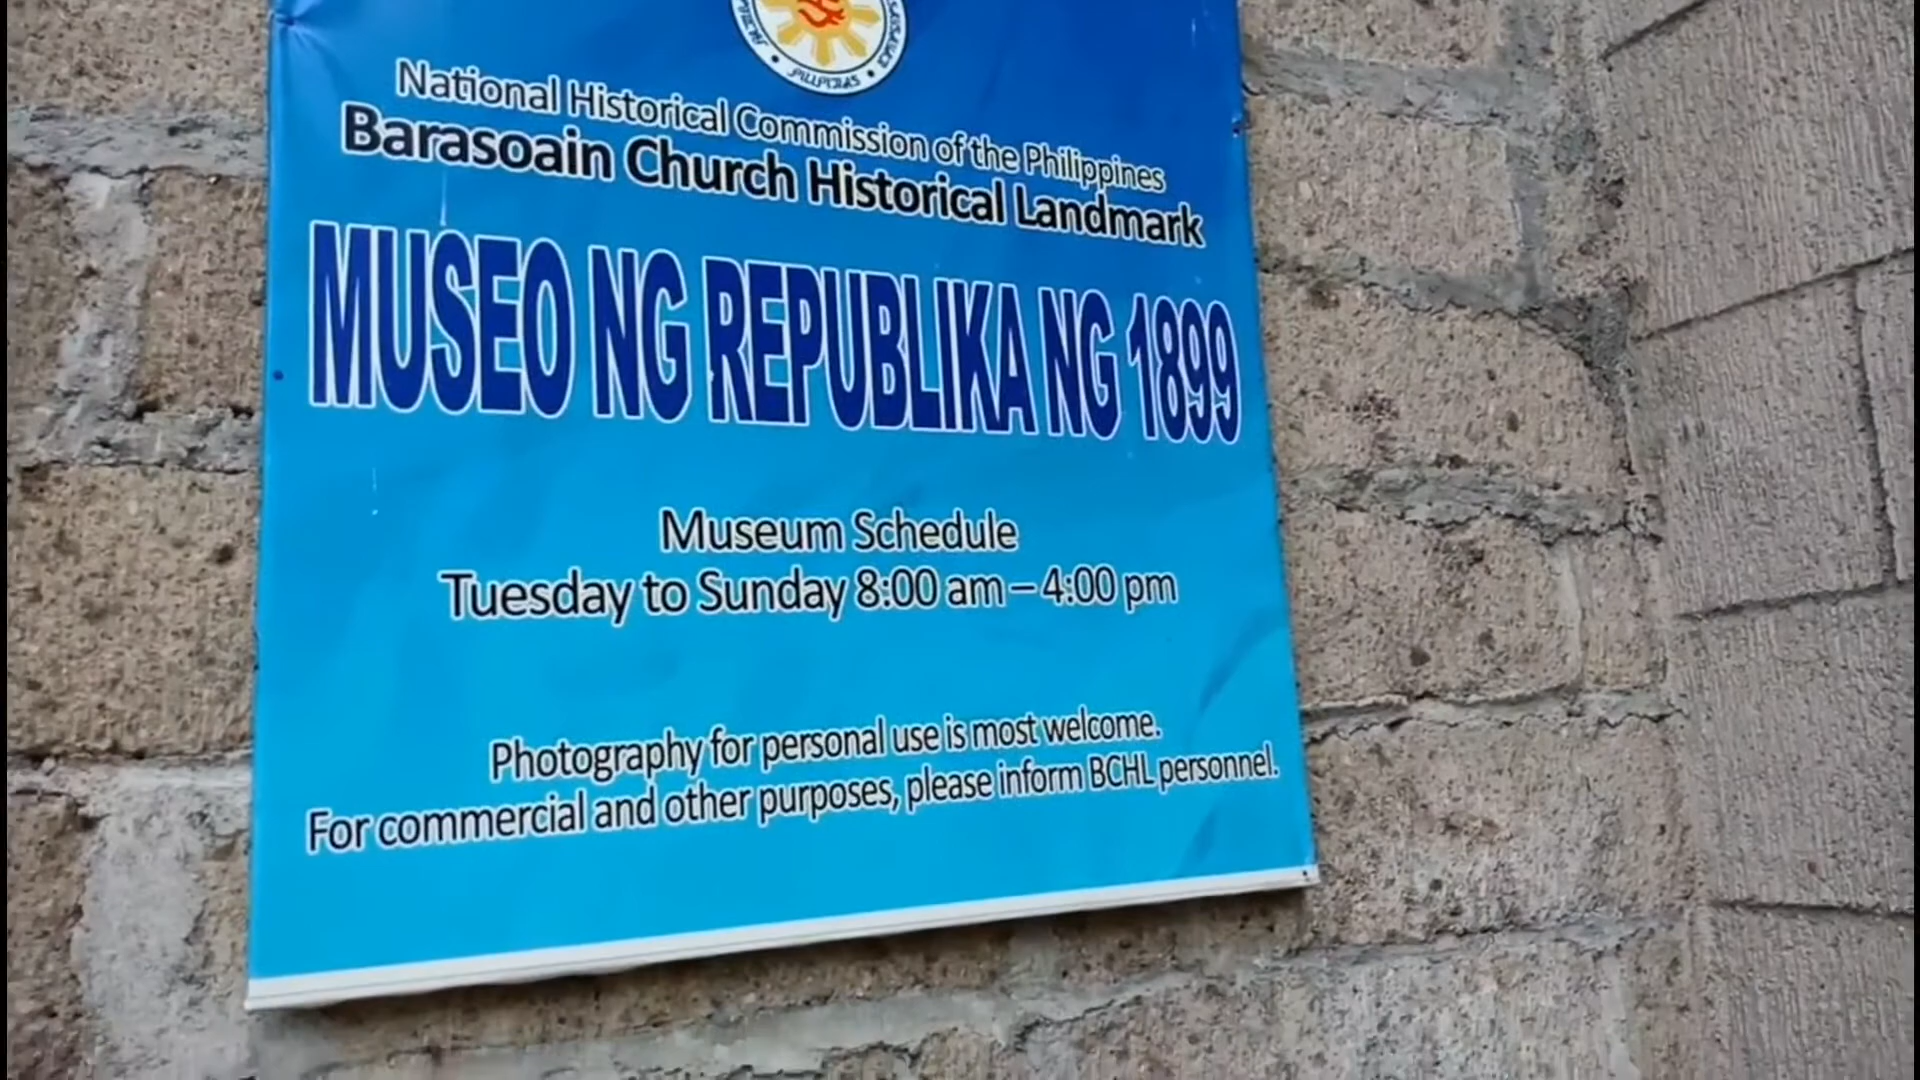 National Historical Commission of the Philippines
Barasoain Church Historical Landmark
MUSEO NG REPUBLIKA NG 1899
Museum Schedule
Tuesday to Sunday 8:00 am – 4:00 pm
Photography for personal use is most welcome.
For commercial and other purposes, please inform BCHL personnel.